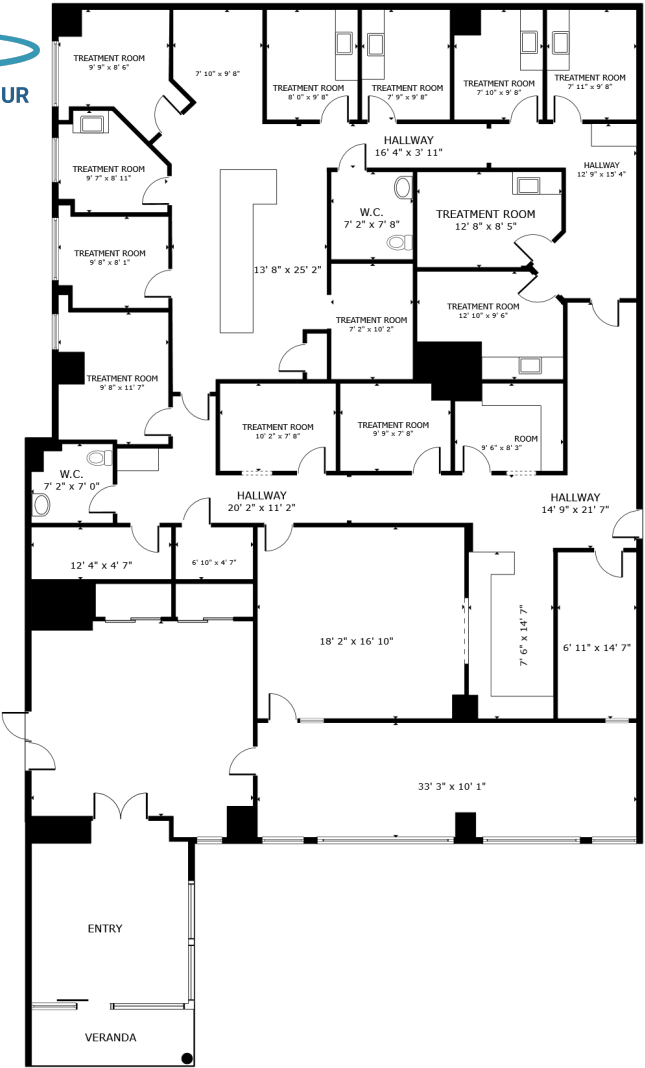 UR
TREATMENT ROOM
9' 9" x 8' 6"
7' 10" x 9' 8"
TREATMENT ROOM
8' 0" x 9' 8"
TREATMENT ROOM
7' 9" x 9' 8"
TREATMENT ROOM
7' 10" x 9' 8"
TREATMENT ROOM
7' 11" x 9' 8"
HALLWAY
16' 4" x 3' 11"
HALLWAY
12' 9" x 15' 4"
TREATMENT ROOM
9' 7" x 8' 11"
W.C.
7' 2" x 7' 8"
TREATMENT ROOM
12' 8" x 8' 5"
TREATMENT ROOM
9' 8" x 8' 1"
13' 8" x 25' 2"
TREATMENT ROOM
7' 2" x 10' 2"
TREATMENT ROOM
12' 10" x 9' 6"
TREATMENT ROOM
9' 8" x 11' 7"
TREATMENT ROOM
10' 2" x 7' 8"
TREATMENT ROOM
9' 9" x 7' 8"
ROOM
9' 6" x 8' 3"
W.C.
7' 2" x 7' 0"
HALLWAY
20' 2" x 11' 2"
HALLWAY
14' 9" x 21' 7"
12' 4" x 4' 7"
6' 10" x 4' 7"
18' 2" x 16' 10"
7' 6" x 14' 7"
6' 11" x 14' 7"
33' 3" x 10' 1"
ENTRY
VERANDA